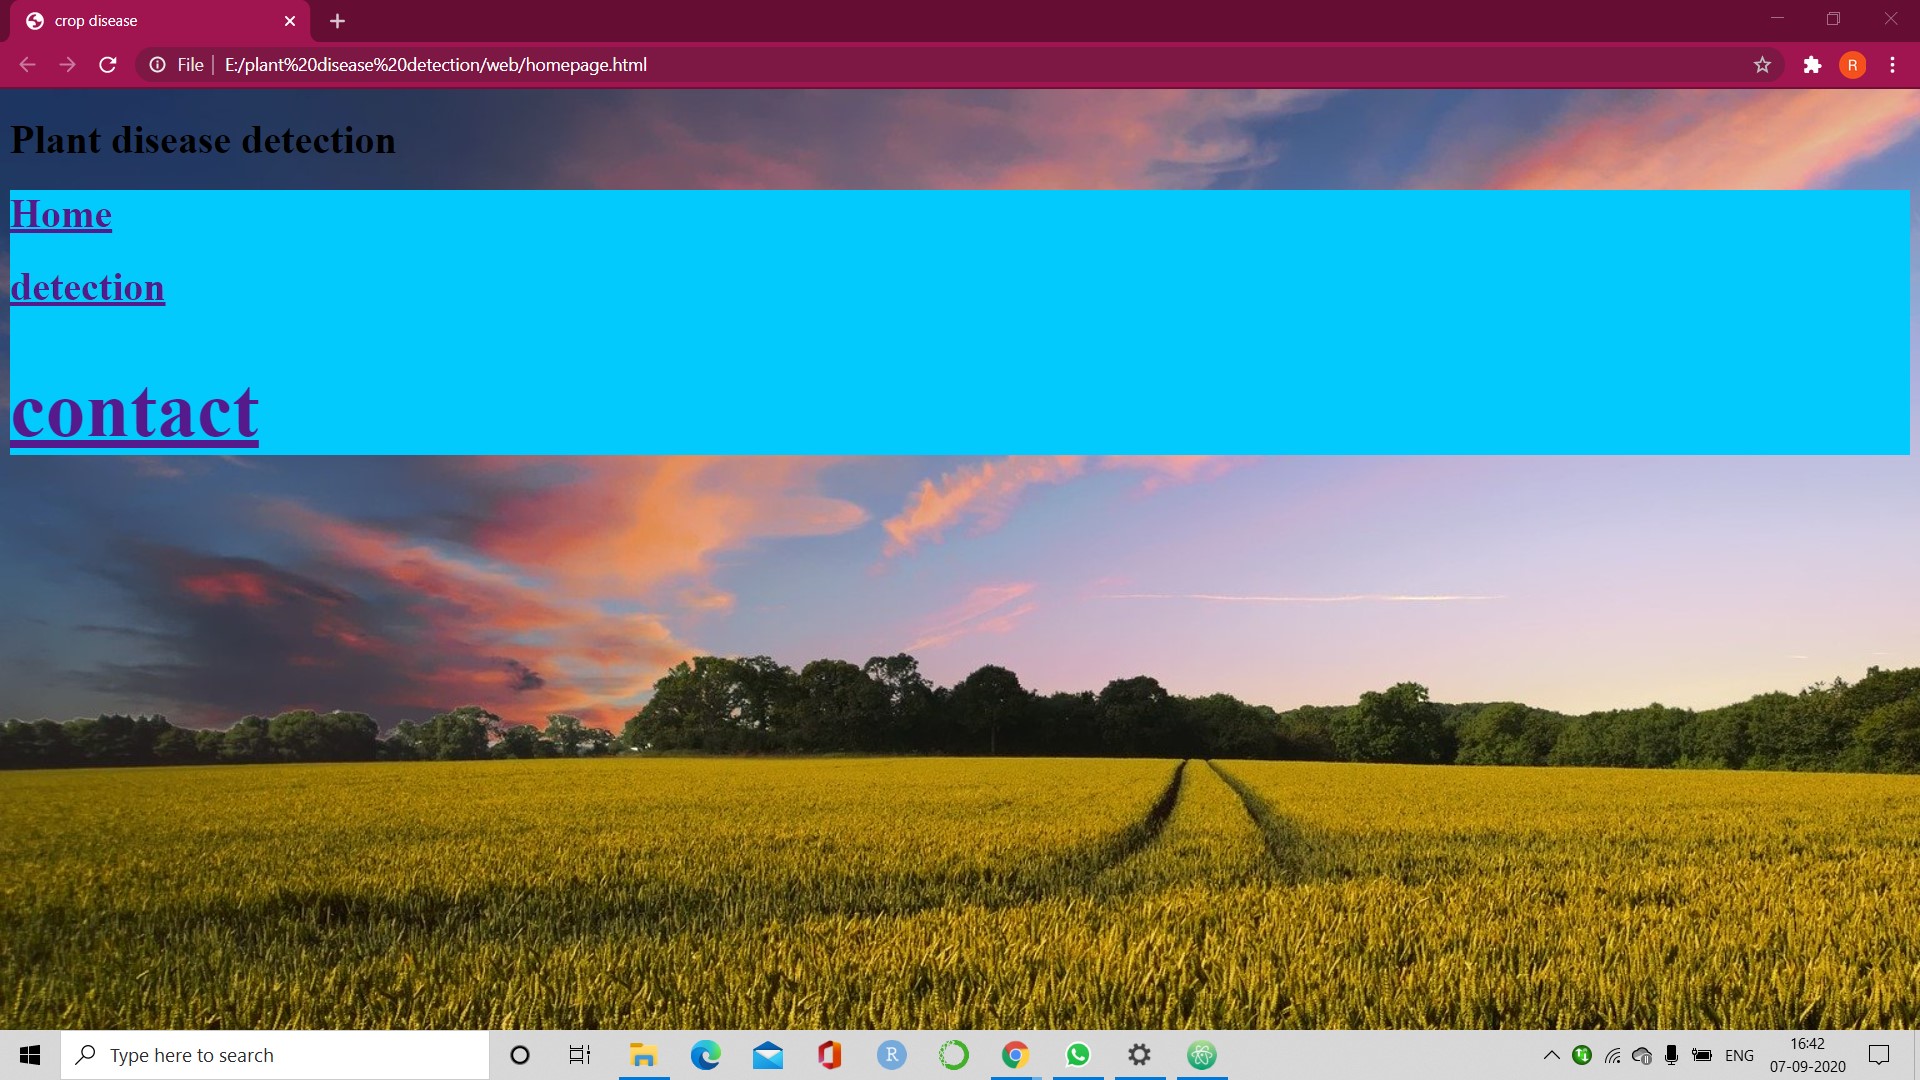 crop disease
File
E:/plant%20disease%20detection/web/homepage.html
R
Plant disease detection
Home
detection
contact
Type here to search
R
ENG
16:42
07-09-2020